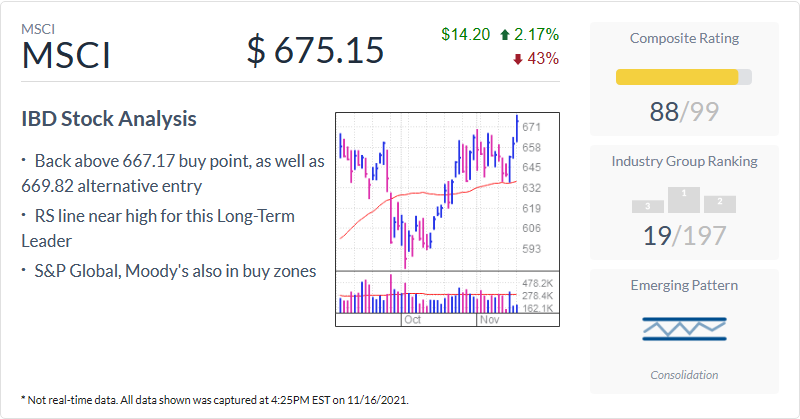 MSCI
MSCI
$ 675.15
$14.20 2.17%
43%
IBD Stock Analysis
· Back above 667.17 buy point, as well as
669.82 alternative entry
· RS line near high for this Long-Term
Leader
· S&P Global, Moody's also in buy zones
671
658
645
632
619
606
593
478.2K
278.4K
162.1K
Oct
Nov
* Not real-time data. All data shown was captured at 4:25PM EST on 11/16/2021.
Composite Rating
88/99
Industry Group Ranking
3
1
2
19/197
Emerging Pattern
Consolidation